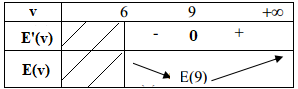 v 6 9 +∞
E'(v) - 0 +
E(v) E(9)